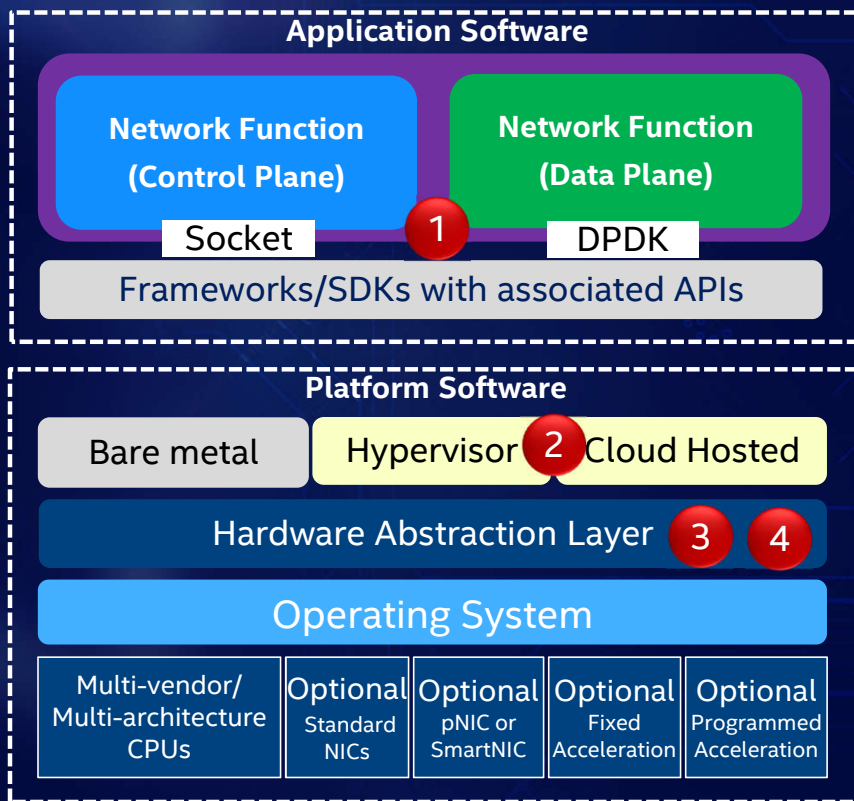 Application Software
Network Function
(Control Plane)
Network Function
(Data Plane)
Socket
1
DPDK
Frameworks/SDKs with associated APIs
Platform Software
Bare metal
Hypervisor
2
Cloud Hosted
Hardware Abstraction Layer
3
4
Operating System
Multi-vendor/
Multi-architecture
CPUs
Optional
Standard
NICs
Optional
pNIC or
SmartNIC
Optional
Fixed
Acceleration
Optional
Programmed
Acceleration